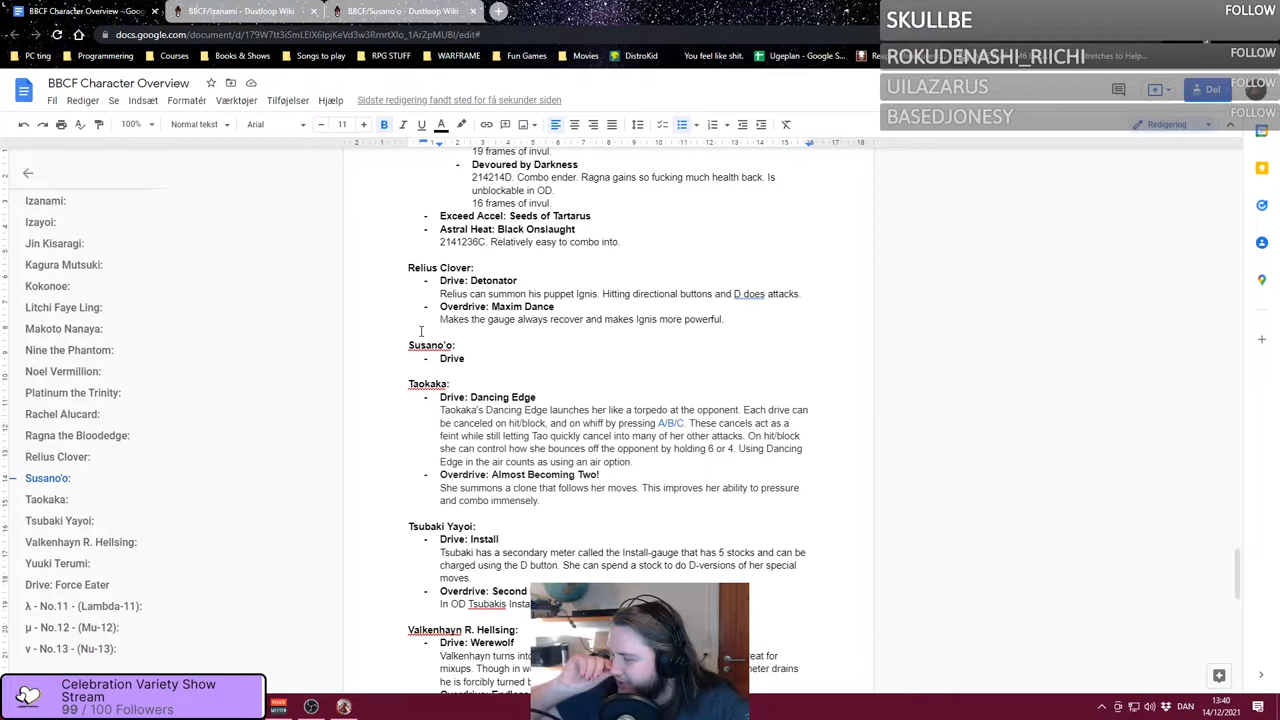 BBCF Character Overview - Goo
BBCF/Izanami - Dustloop Wiki
BBCF/Susano'o - Dustloop Wiki
SKULLBE
FOLLOW
docs.google.com/document/d/179W7tt3iSmLElX6IpjKeVd3w3RrnrtXlo_1ArZpMUBI/edit#
PC ting
Programmering
Courses
Books & Shows
Songs to play
RPG STUFF
WARFRAME
Fun Games
Movies
DistroKid
You feel like shit.
Ugeplan - Google S
ROKUDENASHI_RIICHI
FOLLOW
BBCF Character Overview
UILAZARUS
FOLLOW
Del
Fil
Rediger
Se
Indsæt
Formatér
Værktøjer
Tilføjelser
Hjælp
Sidste redigering fandt sted for få sekunder siden
BASEDJONESY
FOLLOW
100%
Normal text
Arial
11
Redigering
19 frames of invul.
- Devoured by Darkness
214214D. Combo ender. Ragna gains so fucking much health back. Is
unblockable in OD.
16 frames of invul.
- Exceed Accel: Seeds of Tartarus
- Astral Heat: Black Onslaught
2141236C. Relatively easy to combo into.
Relius Clover:
- Drive: Detonator
Relius can summon his puppet Ignis. Hitting directional buttons and D does attacks.
- Overdrive: Maxim Dance
Makes the gauge always recover and makes Ignis more powerful.
Susano'o:
- Drive
Taokaka:
- Drive: Dancing Edge
Taokaka's Dancing Edge launches her like a torpedo at the opponent. Each drive can
be canceled on hit/block, and on whiff by pressing A/B/C. These cancels act as a
feint while still letting Tao quickly cancel into many of her other attacks. On hit/block
she can control how she bounces off the opponent by holding 6 or 4. Using Dancing
Edge in the air counts as using an air option.
- Overdrive: Almost Becoming Two!
She summons a clone that follows her moves. This improves her ability to pressure
and combo immensely.
Tsubaki Yayoi:
- Drive: Install
Tsubaki has a secondary meter called the Install-gauge that has 5 stocks and can be
charged using the D button. She can spend a stock to do D-versions of her special
moves.
- Overdrive: Second
In OD Tsubakis Insta
Valkenhayn R. Hellsing:
- Drive: Werewolf
Valkenhayn turns into
eat for
mixups. Though in w
neter drains
he is forcibly turned b
Izanami:
Izayoi:
Jin Kisaragi:
Kagura Mutsuki:
Kokonoe:
Litchi Faye Ling:
Makoto Nanaya:
Nine the Phantom:
Noel Vermillion:
Platinum the Trinity:
Rachel Alucard:
Ragna the Bloodedge:
Relius Clover:
Susano'o:
Taokaka:
Tsubaki Yayoi:
Valkenhayn R. Hellsing:
Yuuki Terumi:
Drive: Force Eater
λ - No.11 - (Lambda-11):
μ - No.12 - (Mu-12):
ν - No.13 - (Nu-13):
Celebration Variety Show
Stream
99 / 100 Followers
DAN
13:40
14/12/2021